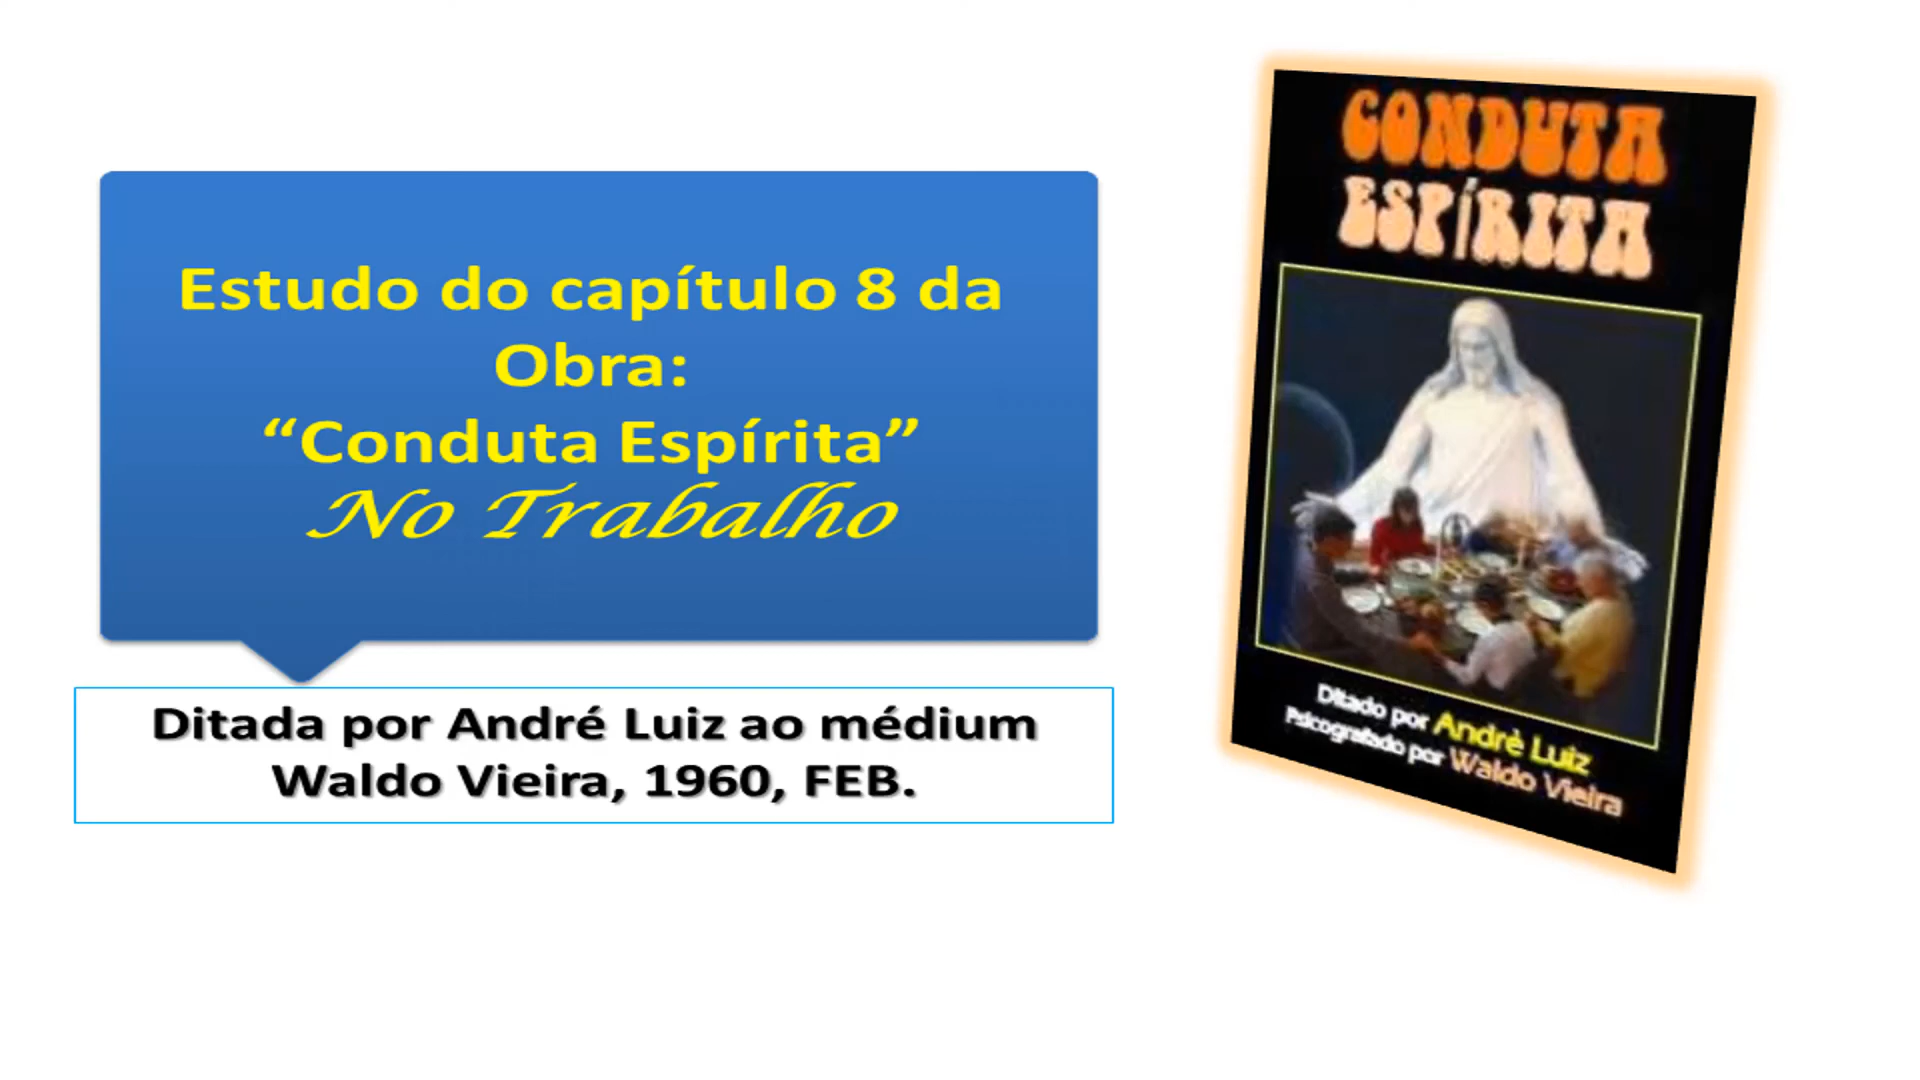 Estudo do capítulo 8 da
Obra:
“Conduta Espírita”
No Trabalho
Ditada por André Luiz ao médium
Waldo Vieira, 1960, FEB.
CONDUTA
ESPÍRITA
Ditado por Andrè Luiz
Psicografado por Waldo Vieira